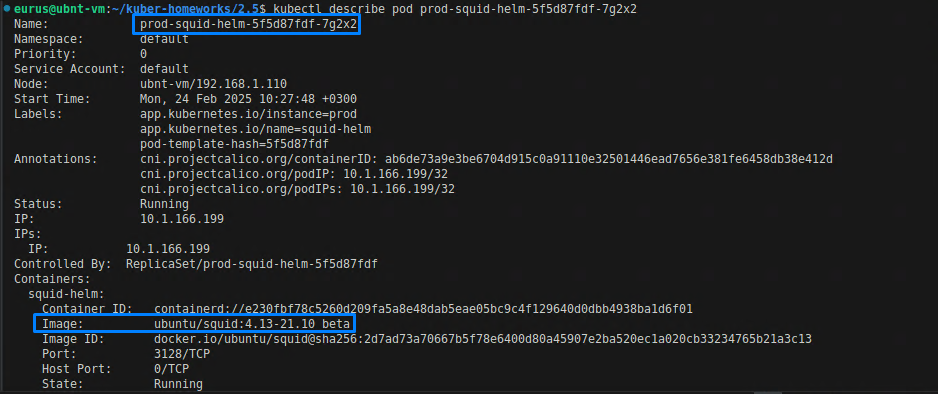 eurus@ubnt-vm:~/kuber-homeworks/2.5$ kubectl describe pod prod-squid-helm-5f5d87fdf-7g2x2
Name:             prod-squid-helm-5f5d87fdf-7g2x2
Namespace:        default
Priority:         0
Service Account:  default
Node:             ubnt-vm/192.168.1.110
Start Time:       Mon, 24 Feb 2025 10:27:48 +0300
Labels:           app.kubernetes.io/instance=prod
                  app.kubernetes.io/name=squid-helm
                  pod-template-hash=5f5d87fdf
Annotations:      cni.projectcalico.org/containerID: ab6de73a9e3be6704d915c0a91110e32501446ead7656e381fe6458db38e412d
                  cni.projectcalico.org/podIP: 10.1.166.199/32
                  cni.projectcalico.org/podIPs: 10.1.166.199/32
Status:           Running
IP:               10.1.166.199
IPs:
  IP:           10.1.166.199
Controlled By:  ReplicaSet/prod-squid-helm-5f5d87fdf
Containers:
  squid-helm:
    Container ID:   containerd://e230fbf78c5260d209fa5a8e48dab5eae05bc9c4f129640d0dbb4938ba1d6f01
    Image:          ubuntu/squid:4.13-21.10_beta
    Image ID:       docker.io/ubuntu/squid@sha256:2d7ad73a70667b5f78e6400d80a45907e2ba520ec1a020cb33234765b21a3c13
    Port:           3128/TCP
    Host Port:      0/TCP
    State:          Running